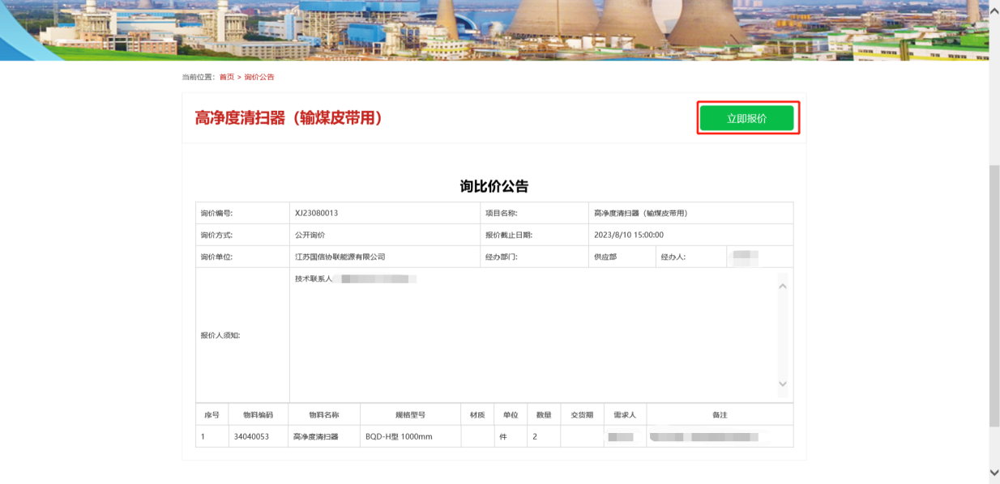 当前位置: 首页 > 询价公告
高净度清扫器（输煤皮带用）
立即报价
询比价公告
询价编号: XJ23080013 项目名称: 高净度清扫器（输煤皮带用）
询价方式: 公开询价 报价截止日期: 2023/8/10 15:00:00
询价单位: 江苏国信协联能源有限公司 经办部门: 供应部 经办人:
技术联系人
报价人须知:
序号 物料编码 物料名称 规格型号 材质 单位 数量 交货期 需求人 备注
1 34040053 高净度清扫器 BQD-H型 1000mm 件 2